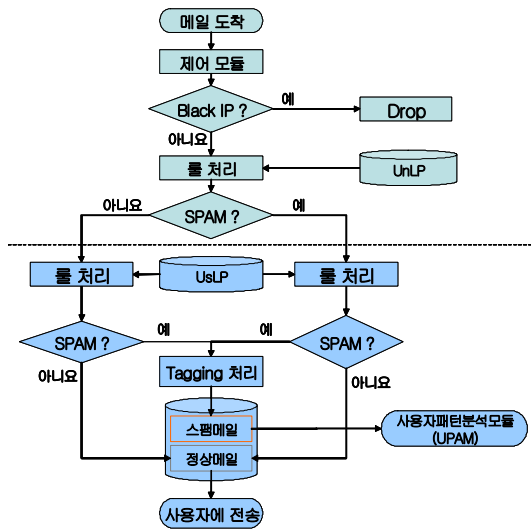 메일 도착
제어 모듈
Black IP ?
예
Drop
아니요
룰 처리
UnLP
아니요
SPAM ?
예
룰 처리
UsLP
룰 처리
SPAM ?
예
예
SPAM ?
아니요
Tagging 처리
아니요
스팸메일
사용자패턴분석모듈
(UPAM)
정상메일
사용자에 전송